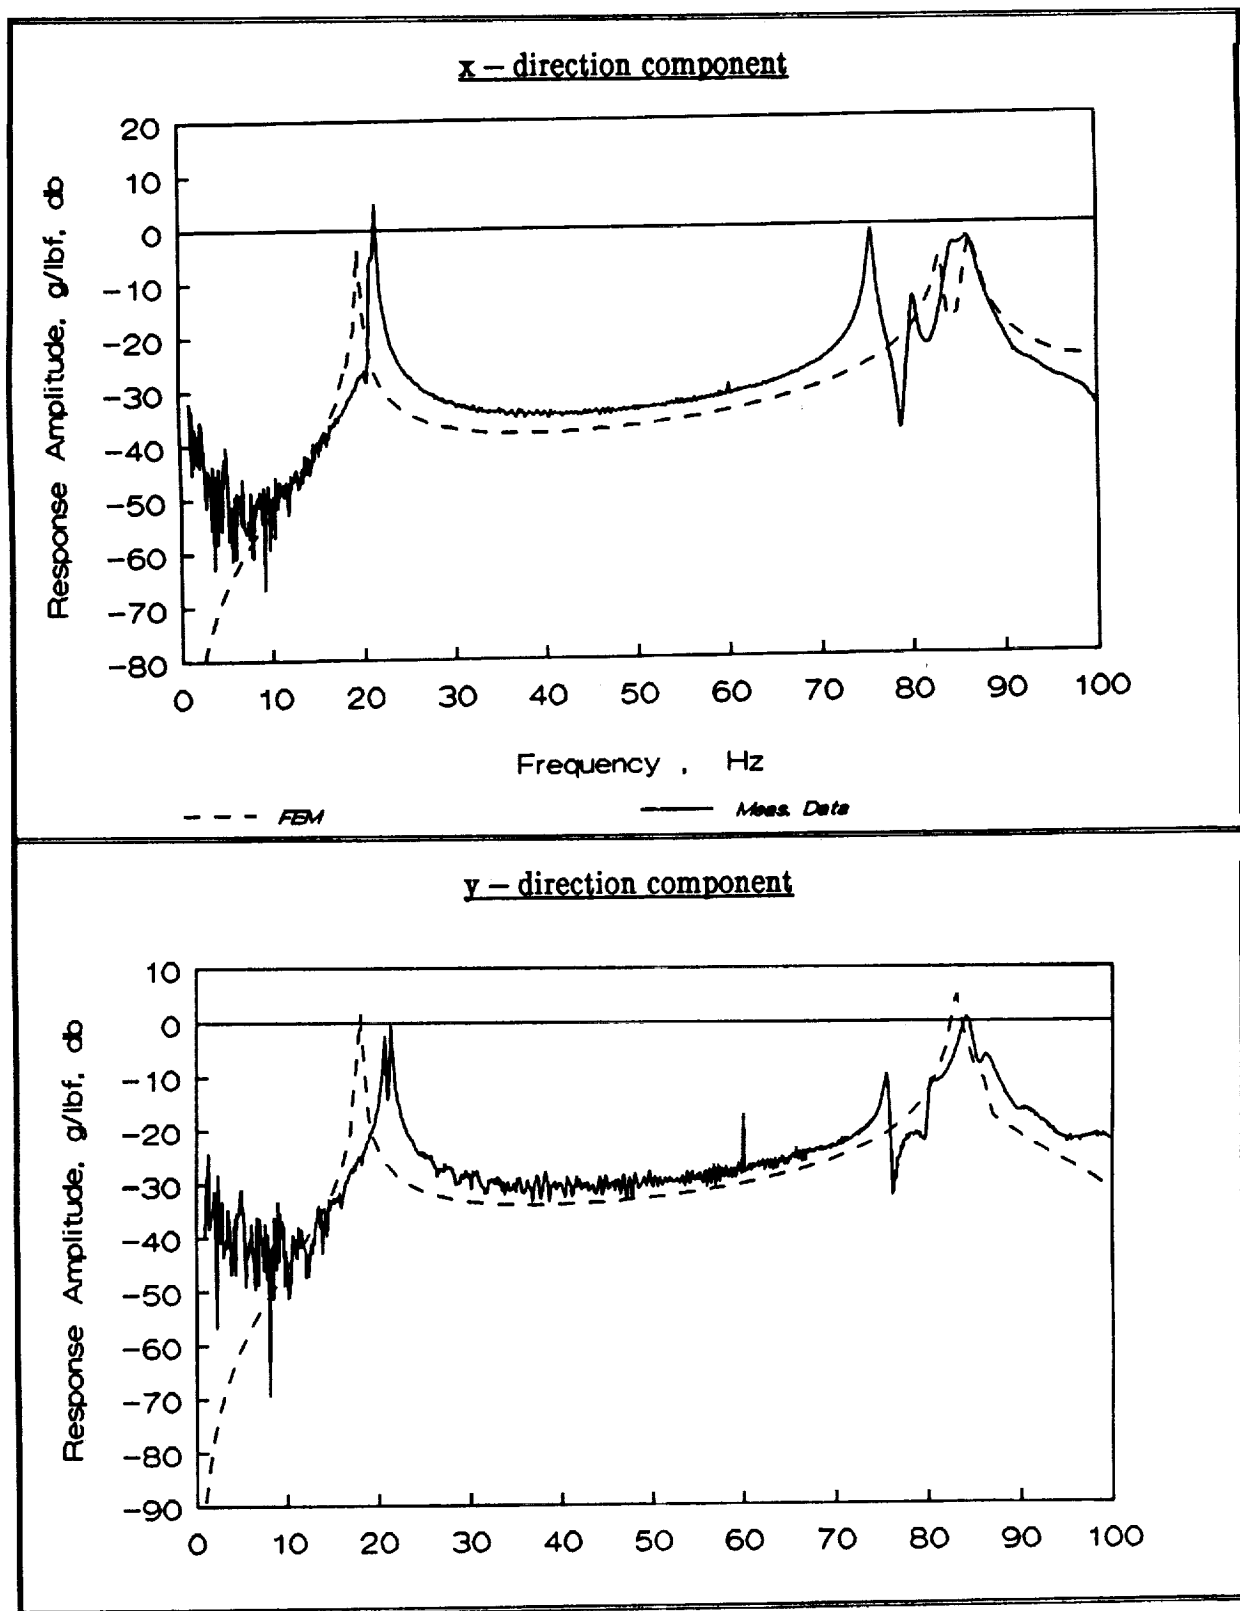 x – direction component
20
10
0
−10
−20
−30
−40
−50
−60
−70
−80
Response Amplitude, g/lbf, db
0 10 20 30 40 50 60 70 80 90 100
Frequency , Hz
FEM Meas. Data
y – direction component
10
0
−10
−20
−30
−40
−50
−60
−70
−80
−90
Response Amplitude, g/lbf, db
0 10 20 30 40 50 60 70 80 90 100